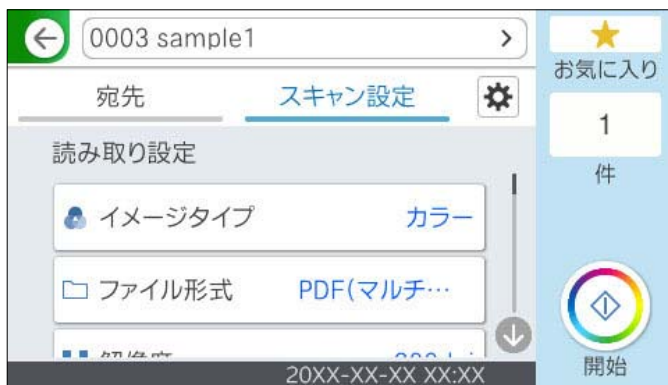 0003 sample1
お気に入り
宛先
スキャン設定
1
件
読み取り設定
イメージタイプ
カラー
ファイル形式
PDF(マルチ…
開始
20XX-XX-XX XX:XX